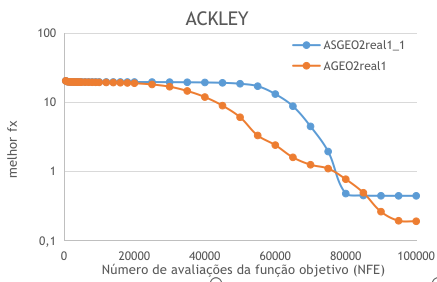 ACKLEY
100
10
1
0,1
melhor fx
ASGEO2real1_1
AGEO2real1
0 20000 40000 60000 80000 100000
Número de avaliações da função objetivo (NFE)